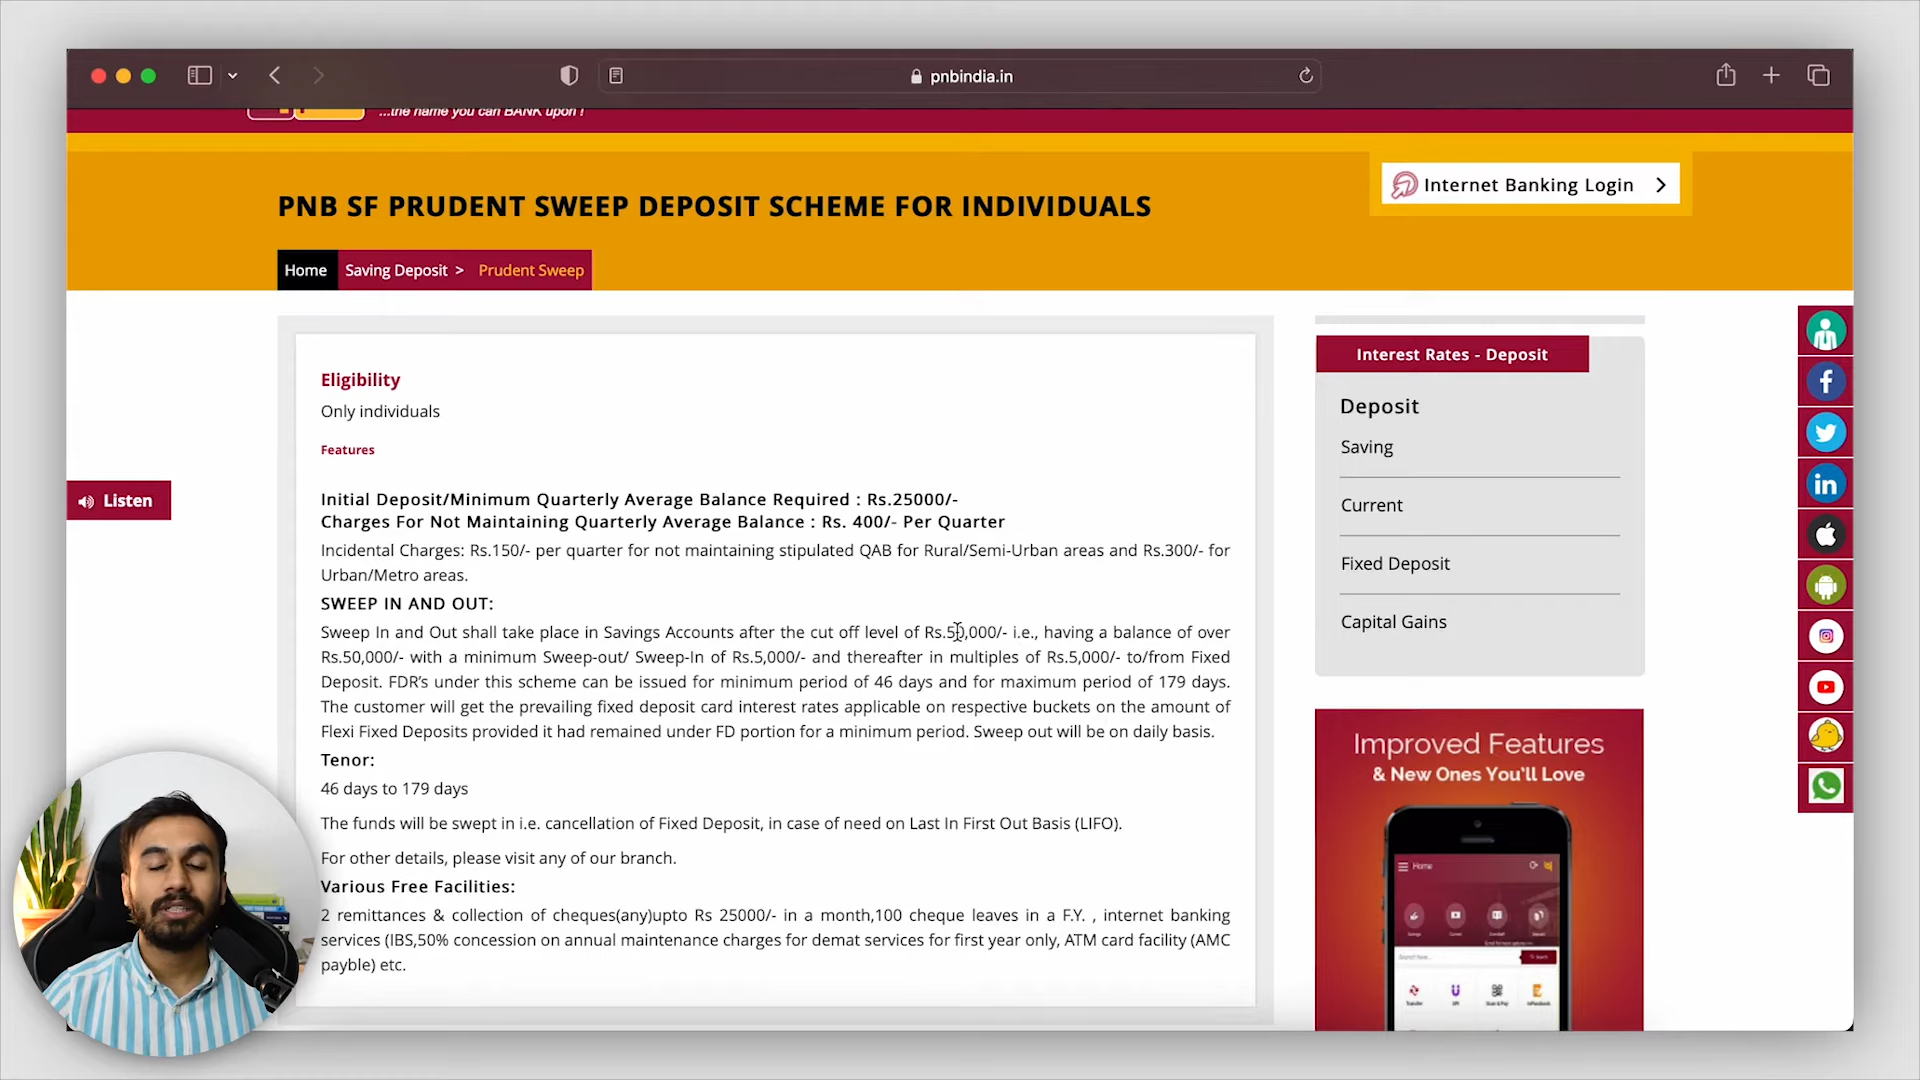 pnbindia.in
...the name you can BANK upon !
Internet Banking Login
PNB SF PRUDENT SWEEP DEPOSIT SCHEME FOR INDIVIDUALS
Home
Saving Deposit >
Prudent Sweep
Listen
Eligibility
Only individuals
Features
Initial Deposit/Minimum Quarterly Average Balance Required : Rs.25000/-
Charges For Not Maintaining Quarterly Average Balance : Rs. 400/- Per Quarter
Incidental Charges: Rs.150/- per quarter for not maintaining stipulated QAB for Rural/Semi-Urban areas and Rs.300/- for
Urban/Metro areas.
SWEEP IN AND OUT:
Sweep In and Out shall take place in Savings Accounts after the cut off level of Rs.50,000/- i.e., having a balance of over
Rs.50,000/- with a minimum Sweep-out/ Sweep-In of Rs.5,000/- and thereafter in multiples of Rs.5,000/- to/from Fixed
Deposit. FDR's under this scheme can be issued for minimum period of 46 days and for maximum period of 179 days.
The customer will get the prevailing fixed deposit card interest rates applicable on respective buckets on the amount of
Flexi Fixed Deposits provided it had remained under FD portion for a minimum period. Sweep out will be on daily basis.
Tenor:
46 days to 179 days
The funds will be swept in i.e. cancellation of Fixed Deposit, in case of need on Last In First Out Basis (LIFO).
For other details, please visit any of our branch.
Various Free Facilities:
2 remittances & collection of cheques(any)upto Rs 25000/- in a month,100 cheque leaves in a F.Y. , internet banking
services (IBS,50% concession on annual maintenance charges for demat services for first year only, ATM card facility (AMC
payble) etc.
Interest Rates - Deposit
Deposit
Saving
Current
Fixed Deposit
Capital Gains
Improved Features
& New Ones You'll Love
Home